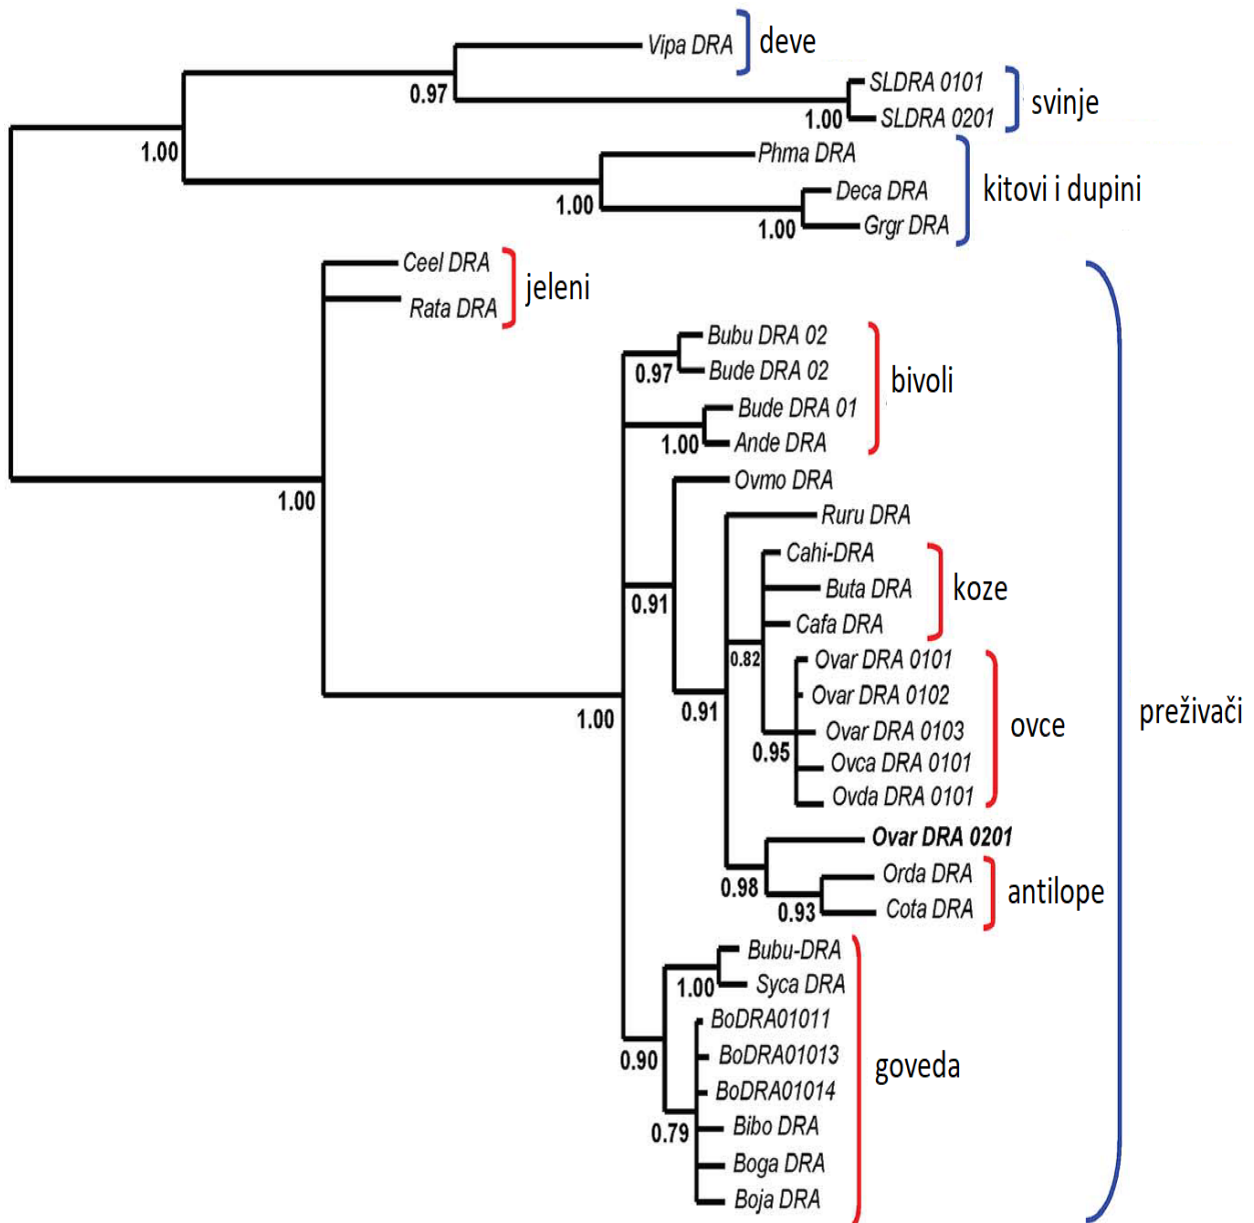 Vipa DRA
deve
0.97
SLDRA 0101
SLDRA 0201
svinje
1.00
1.00
Phma DRA
Deca DRA
Grgr DRA
kitovi i dupini
1.00
1.00
Ceel DRA
Rata DRA
jeleni
Bubu DRA 02
Bude DRA 02
0.97
Bude DRA 01
Ande DRA
1.00
bivoli
Ovmo DRA
1.00
Ruru DRA
Cahi-DRA
Buta DRA
Cafa DRA
koze
0.91
0.82
Ovar DRA 0101
Ovar DRA 0102
Ovar DRA 0103
Ovca DRA 0101
Ovda DRA 0101
ovce
preživači
1.00
0.91
0.95
Ovar DRA 0201
Orda DRA
Cota DRA
antilope
0.98
0.93
Bubu-DRA
Syca DRA
1.00
BoDRA01011
BoDRA01013
BoDRA01014
Bibo DRA
Boga DRA
Boja DRA
goveda
0.90
0.79